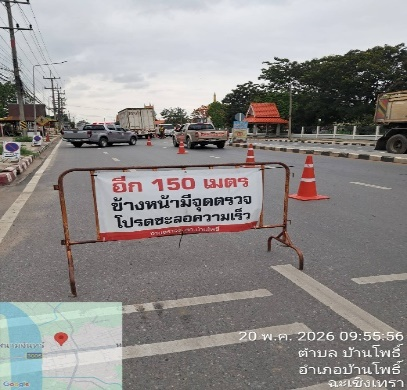 อีก 150 เมตร
ข้างหน้ามีจุดตรวจ
โปรดชะลอความเร็ว
20 พ.ค. 2026 09:55:56
ตำบล บ้านโพธิ์
อำเภอบ้านโพธิ์
ฉะเชิงเทรา
Google